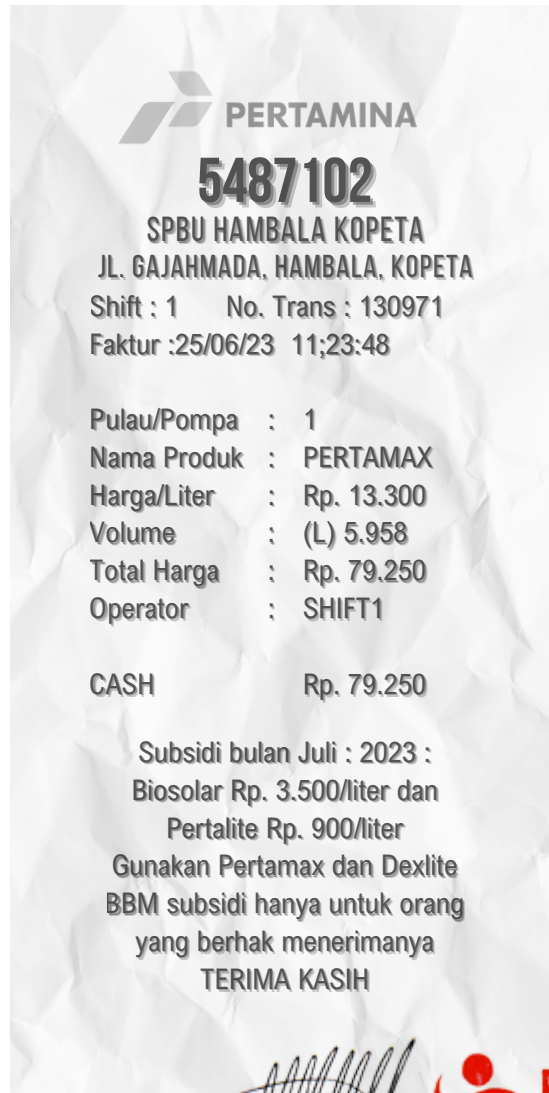 PERTAMINA
5487102
SPBU HAMBALA KOPETA
JL. GAJAHMADA, HAMBALA, KOPETA
Shift : 1 No. Trans : 130971
Faktur :25/06/23 11;23:48
Pulau/Pompa : 1
Nama Produk : PERTAMAX
Harga/Liter : Rp. 13.300
Volume : (L) 5.958
Total Harga : Rp. 79.250
Operator : SHIFT1
CASH Rp. 79.250
Subsidi bulan Juli : 2023 :
Biosolar Rp. 3.500/liter dan
Pertalite Rp. 900/liter
Gunakan Pertamax dan Dexlite
BBM subsidi hanya untuk orang
yang berhak menerimanya
TERIMA KASIH